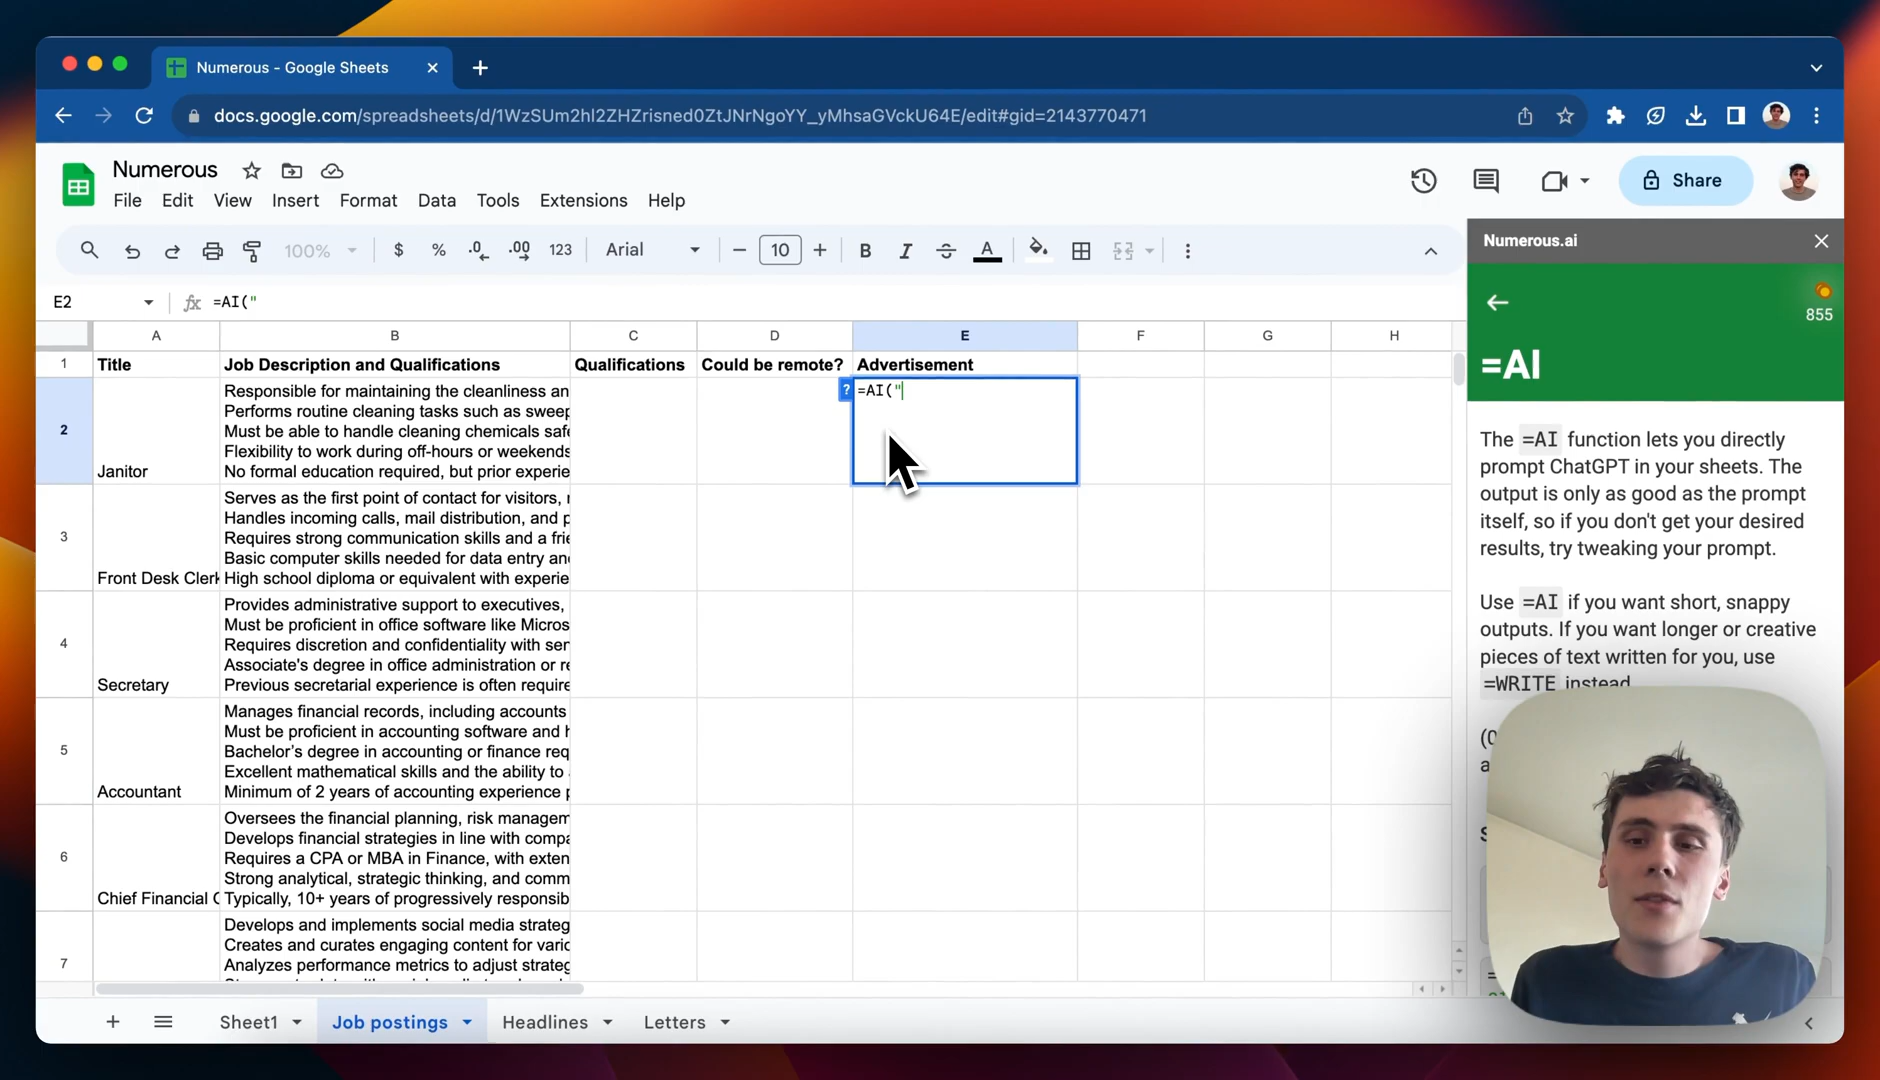 Numerous - Google Sheets
docs.google.com/spreadsheets/d/1WzSUm2hl2ZHZrisned0ZtJNrNgoYY_yMhsaGVckU64E/edit#gid=2143770471
Numerous
File Edit View Insert Format Data Tools Extensions Help
Share
100% $ % .0 .00 123 Arial 10 B I S A
E2 fx =AI("
A B C D E F G H
1 Title Job Description and Qualifications Qualifications Could be remote? Advertisement
Responsible for maintaining the cleanliness an
? =AI("
Performs routine cleaning tasks such as sweep
2 Must be able to handle cleaning chemicals safe
Flexibility to work during off-hours or weekends
Janitor No formal education required, but prior experie
Serves as the first point of contact for visitors, r
Handles incoming calls, mail distribution, and p
3 Requires strong communication skills and a frie
Basic computer skills needed for data entry an
Front Desk Clerk High school diploma or equivalent with experie
Provides administrative support to executives,
Must be proficient in office software like Micros
4 Requires discretion and confidentiality with sen
Associate's degree in office administration or re
Secretary Previous secretarial experience is often require
Manages financial records, including accounts
Must be proficient in accounting software and h
5 Bachelor's degree in accounting or finance req
Excellent mathematical skills and the ability to
Accountant Minimum of 2 years of accounting experience p
Oversees the financial planning, risk managem
Develops financial strategies in line with compa
6 Requires a CPA or MBA in Finance, with exten
Strong analytical, strategic thinking, and comm
Chief Financial Typically, 10+ years of progressively responsib
Develops and implements social media strateg
Creates and curates engaging content for vario
7 Analyzes performance metrics to adjust strateg
Sheet1 Job postings Headlines Letters
Numerous.ai
855
=AI
The =AI function lets you directly
prompt ChatGPT in your sheets. The
output is only as good as the prompt
itself, so if you don't get your desired
results, try tweaking your prompt.
Use =AI if you want short, snappy
outputs. If you want longer or creative
pieces of text written for you, use
=WRITE instead